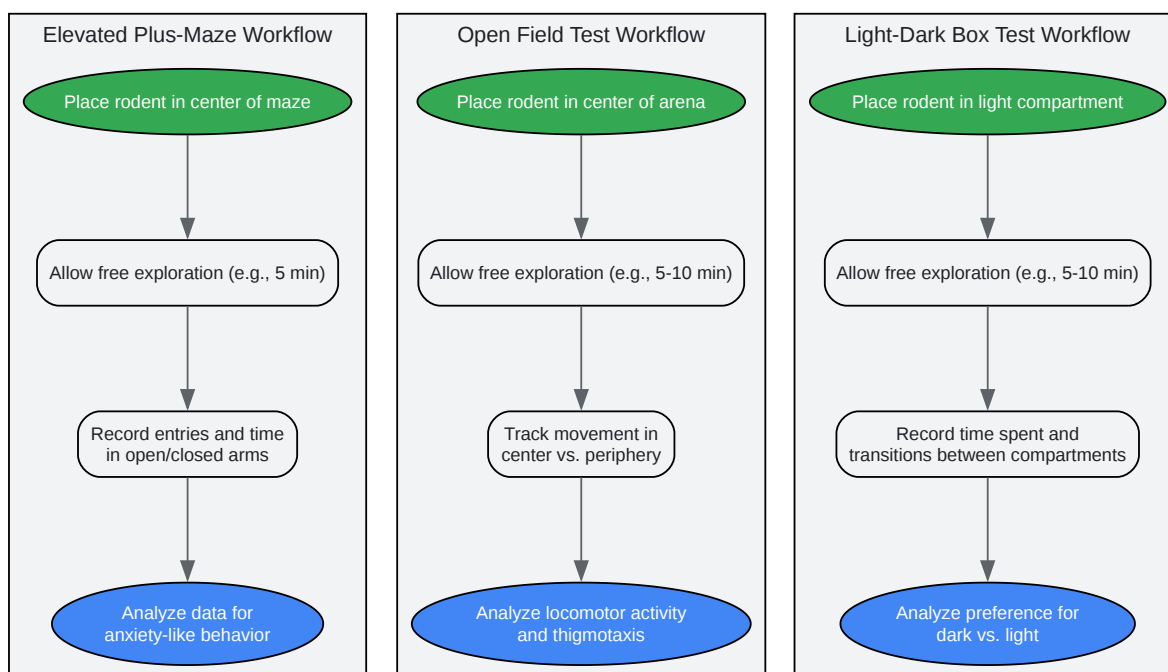 Elevated Plus-Maze Workflow
Place rodent in center of maze
Allow free exploration (e.g., 5 min)
Record entries and time
in open/closed arms
Analyze data for
anxiety-like behavior
Open Field Test Workflow
Place rodent in center of arena
Allow free exploration (e.g., 5-10 min)
Track movement in
center vs. periphery
Analyze locomotor activity
and thigmotaxis
Light-Dark Box Test Workflow
Place rodent in light compartment
Allow free exploration (e.g., 5-10 min)
Record time spent and
transitions between compartments
Analyze preference for
dark vs. light